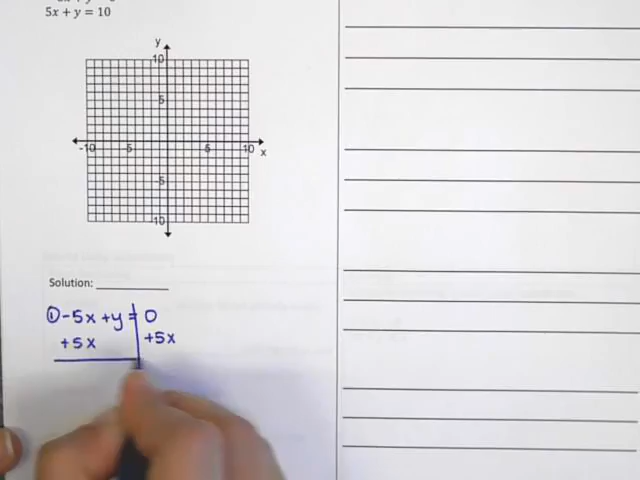 5x + y = 10
y
10
5
-10 -5 5 10 x
-5
-10
Solution:
① -5x + y = 0
+5x +5x